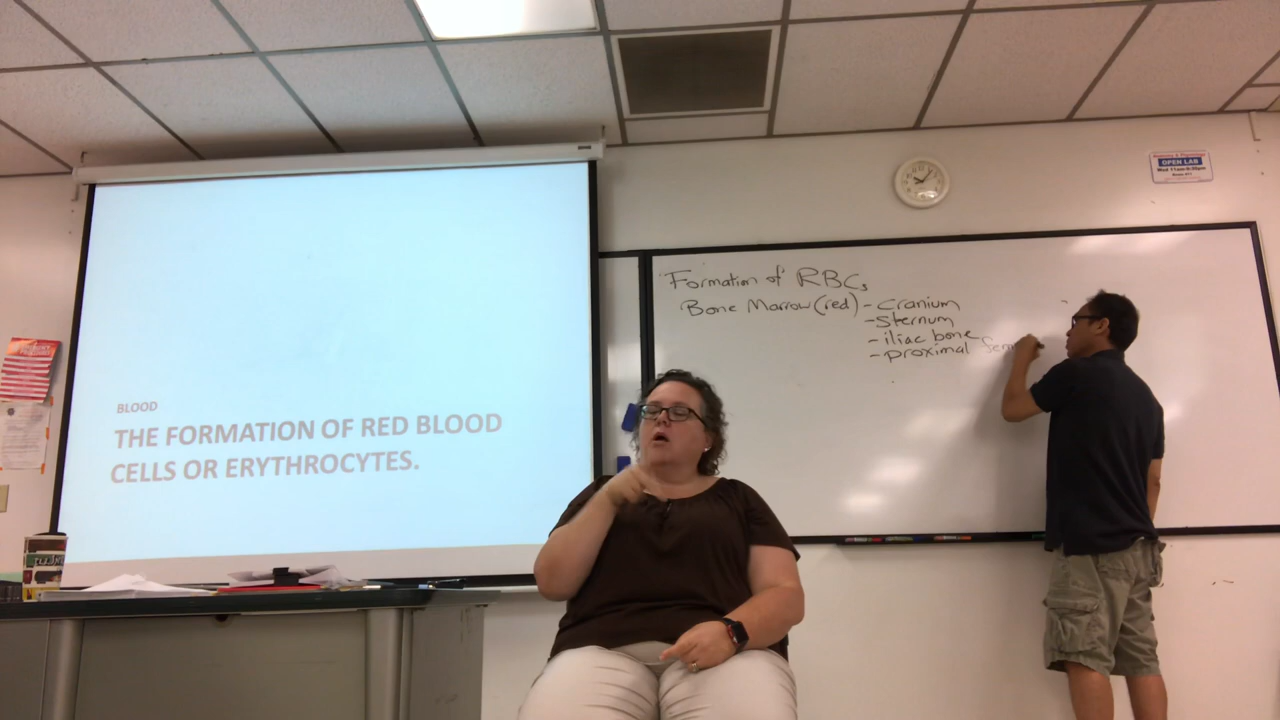 BLOOD
THE FORMATION OF RED BLOOD
CELLS OR ERYTHROCYTES.
Formation of RBCs
Bone Marrow (red) - Cranium
- Sternum
- iliac bone
- proximal fem
OPEN LAB